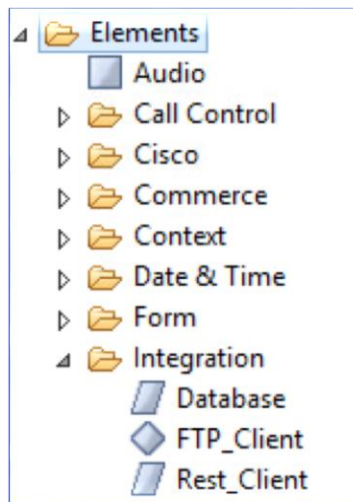 Elements
Audio
Call Control
Cisco
Commerce
Context
Date & Time
Form
Integration
Database
FTP_Client
Rest_Client